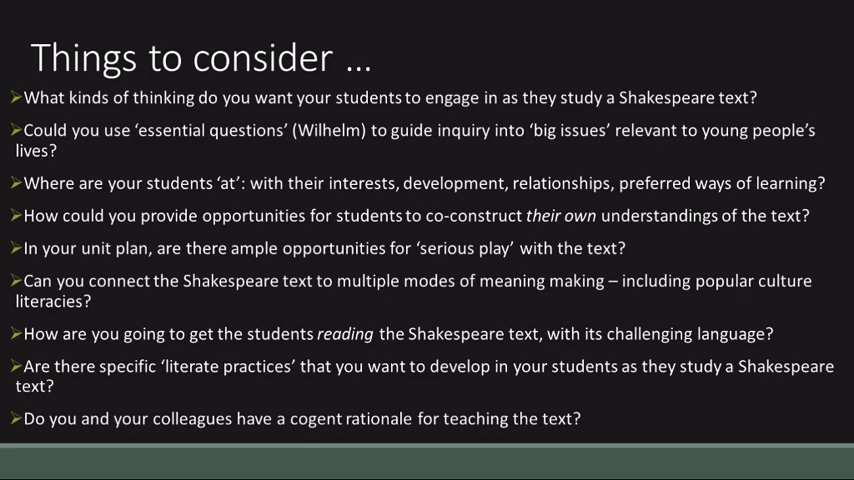 Things to consider ...
➢What kinds of thinking do you want your students to engage in as they study a Shakespeare text?
➢Could you use ‘essential questions’ (Wilhelm) to guide inquiry into ‘big issues’ relevant to young people’s
lives?
➢Where are your students ‘at’: with their interests, development, relationships, preferred ways of learning?
➢How could you provide opportunities for students to co-construct their own understandings of the text?
➢In your unit plan, are there ample opportunities for ‘serious play’ with the text?
➢Can you connect the Shakespeare text to multiple modes of meaning making – including popular culture
literacies?
➢How are you going to get the students reading the Shakespeare text, with its challenging language?
➢Are there specific ‘literate practices’ that you want to develop in your students as they study a Shakespeare
text?
➢Do you and your colleagues have a cogent rationale for teaching the text?